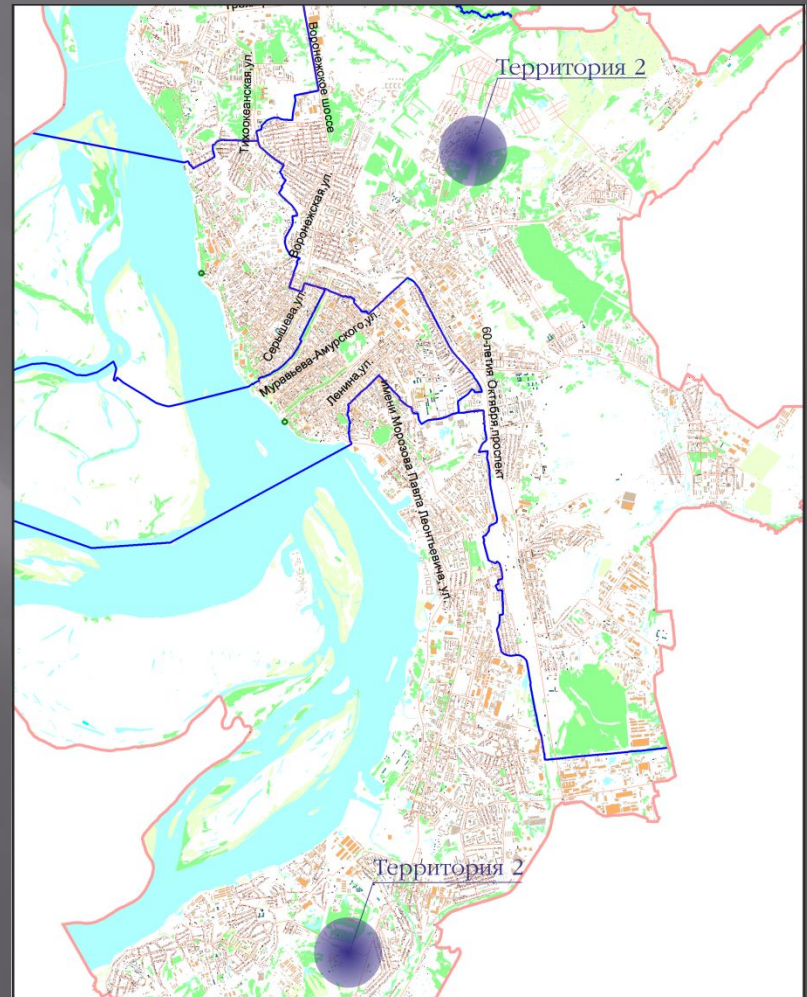 Воронежское шоссе
Тихоокеанская,ул.
Территория 2
Воронежская,ул.
Серышева,ул.
Муравьева-Амурского,ул.
Ленина,ул.
60-летия Октября,проспект
имени Морозова Павла Леонтьевича, ул.
Территория 2